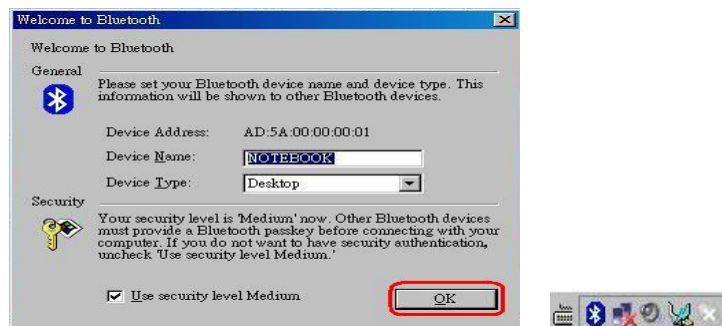 Welcome to Bluetooth
Welcome to Bluetooth
General
Please set your Bluetooth device name and device type. This
information will be shown to other Bluetooth devices.
Device Address: AD:5A:00:00:00:01
Device Name: NOTEBOOK
Device Type: Desktop
Security
Your security level is 'Medium' now. Other Bluetooth devices
must provide a Bluetooth passkey before connecting with your
computer. If you do not want to have security authentication,
uncheck 'Use security level Medium.'
Use security level Medium
OK